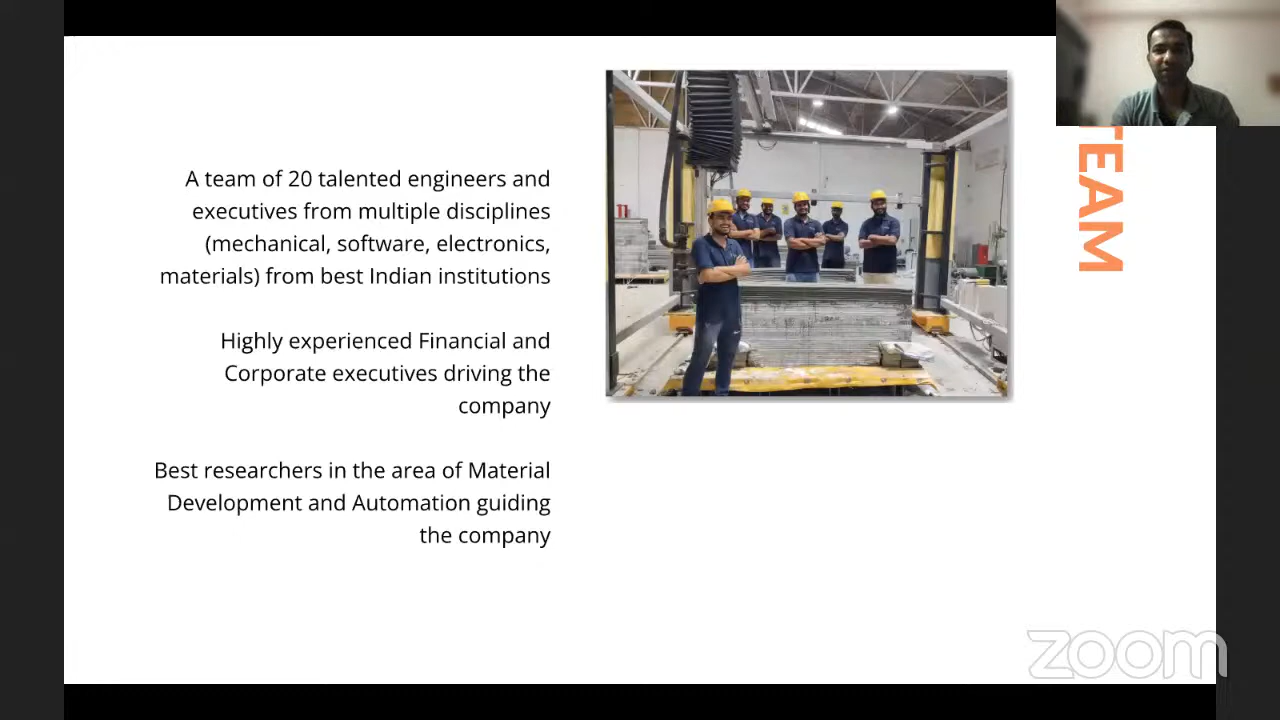 A team of 20 talented engineers and
executives from multiple disciplines
(mechanical, software, electronics,
materials) from best Indian institutions
Highly experienced Financial and
Corporate executives driving the
company
Best researchers in the area of Material
Development and Automation guiding
the company
TEAM
zoom